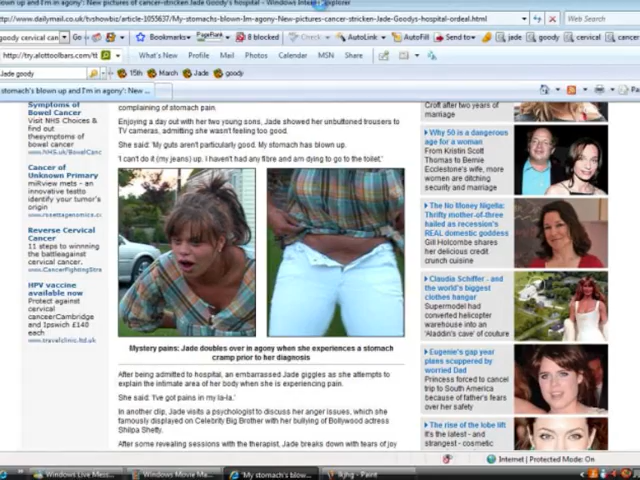 blown up and I'm in agony': New pictures of cancer-stricken Jade Goody's hospital - Windows Internet Explorer
http://www.dailymail.co.uk/tvshowbiz/article-1055637/My-stomachs-blown-Im-agony-New-pictures-cancer-stricken-Jade-Goodys-hospital-ordeal.html
Web Search
goody cervical can
Go
Bookmarks
PageRank
8 blocked
Check
AutoLink
AutoFill
Send to
jade
goody
cervical
cancer
http://try.alottoolbars.com/tt
What's New
Profile
Mail
Photos
Calendar
MSN
Share
Jade goody
15th
March
Jade
goody
stomach's blown up and I'm in agony': New ...
Symptoms of
Bowel Cancer
Visit NHS Choices &
find out
thesymptoms of
bowel cancer
www.NHS.uk/BowelCanc
Cancer of
Unknown Primary
miRview mets - an
innovative testto
identify your tumor's
origin
www.rosettagenomics.c
Reverse Cervical
Cancer
11 steps to winnning
the battleagainst
cervical cancer.
www.CancerFightingStra
HPV vaccine
available now
Protect against
cervical
canceerCambridge
and Ipswich £140
each
www.travelclinic.ltd.uk
complaining of stomach pain.
Enjoying a day out with her two young sons, Jade showed her unbuttoned trousers to
TV cameras, admitting she wasn't feeling too good.
She said: 'My guts aren't particularly good. My stomach has blown up.
'I can't do it (my jeans) up. I haven't had any fibre and am dying to go to the toilet,'
Mystery pains: Jade doubles over in agony when she experiences a stomach
cramp prior to her diagnosis
After being admitted to hospital, an embarrassed Jade giggles as she attempts to
explain the intimate area of her body when she is experiencing pain.
She said: 'I've got pains in my la-la.'
In another clip, Jade visits a psychologist to discuss her anger issues, which she
famously displayed on Celebrity Big Brother with her bullying of Bollywood actress
Shilpa Shetty.
After some revealing sessions with the therapist, Jade breaks down with tears of joy
Croft after two years of
marriage
Why 50 is a dangerous
age for a woman
From Kristin Scott
Thomas to Bernie
Ecclestone's wife, more
women are ditching
security and marriage
The No Money Nigella:
Thrifty mother-of-three
hailed as recession's
REAL domestic goddess
Gill Holcombe shares
her delicious credit
crunch cuisine
Claudia Schiffer - and
the world's biggest
clothes hangar
Supermodel had
converted helicopter
warehouse into an
'Aladdin's cave' of
couture
Eugenie's gap year
plans scuppered by
worried Dad
Princess forced to cancel
trip to South America
because of father's fears
over her safety
The rise of the lobe lift
It's the latest - and
strangest - cosmetic
Internet | Protected Mode: On
Windows Live Mess...
Windows Movie Ma...
'My stomach's blow...
lkjhg - Paint